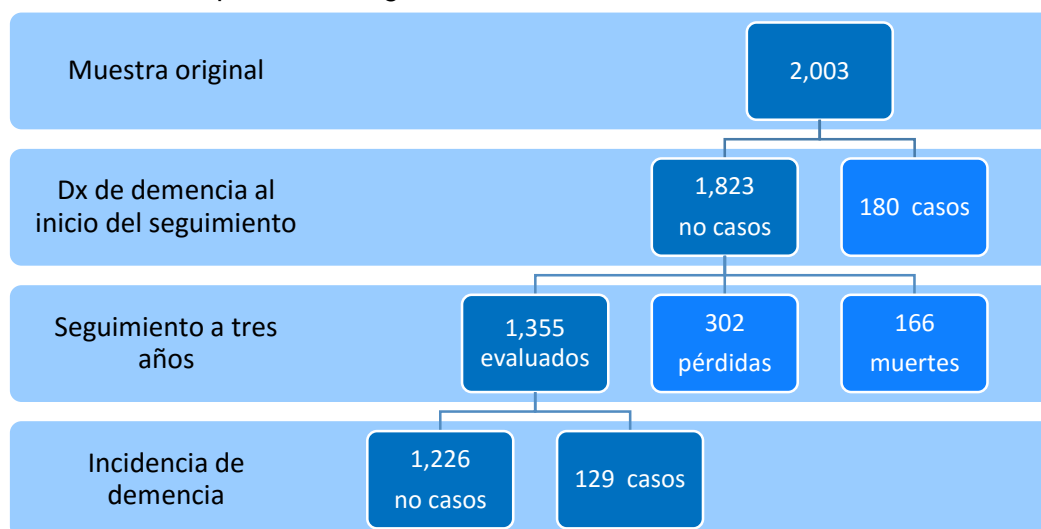 Muestra original
2,003
Dx de demencia al
inicio del seguimiento
1,823
no casos
180 casos
Seguimiento a tres
años
1,355
evaluados
302
pérdidas
166
muertes
Incidencia de
demencia
1,226
no casos
129 casos